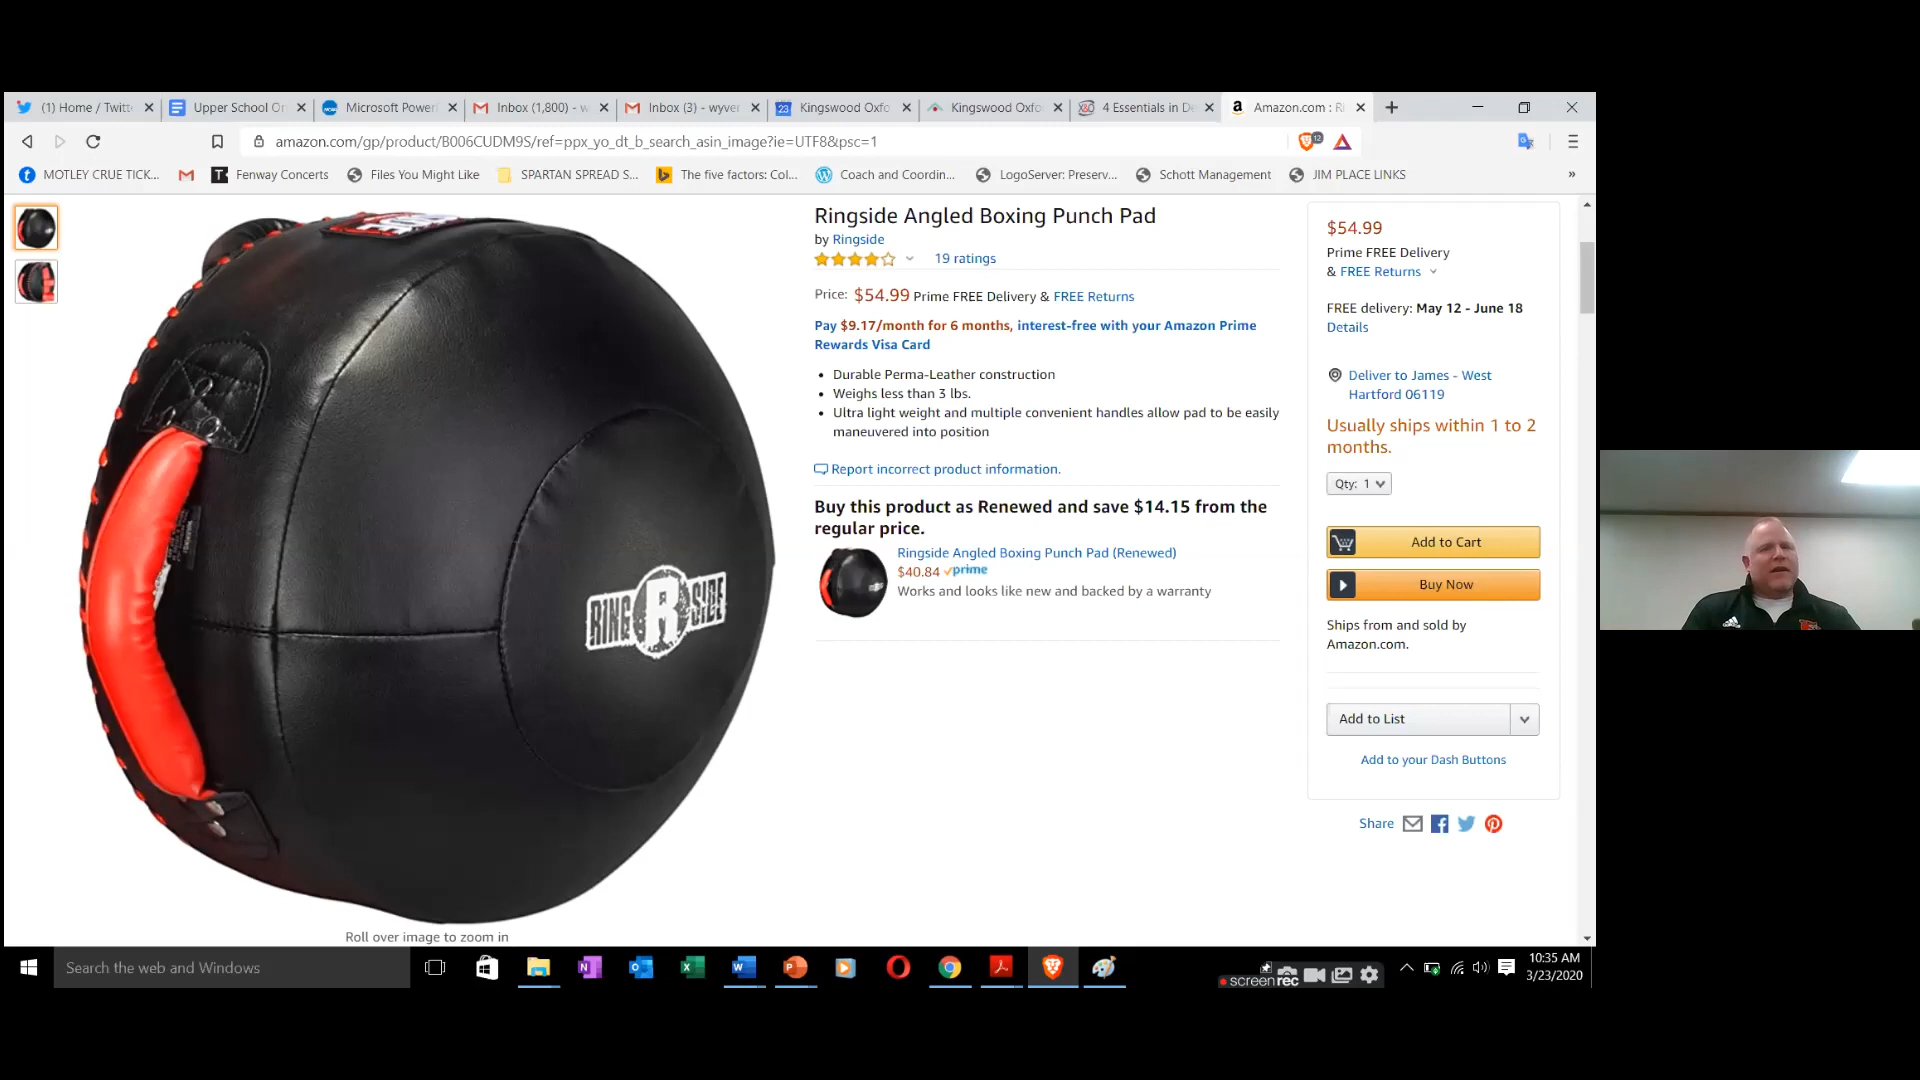 (1) Home / Twitt
Upper School On
Microsoft PowerI
Inbox (1,800) - w
Inbox (3) - wyver
23
Kingswood Oxfo
Kingswood Oxfo
4 Essentials in De
Amazon.com : Ri
amazon.com/gp/product/B006CUDM9S/ref=ppx_yo_dt_b_search_asin_image?ie=UTF8&psc=1
12
MOTLEY CRUE TICK...
Fenway Concerts
Files You Might Like
SPARTAN SPREAD S...
The five factors: Col...
Coach and Coordin...
LogoServer: Preserv...
Schott Management
JIM PLACE LINKS
»
RING R SIDE
Roll over image to zoom in
Ringside Angled Boxing Punch Pad
by Ringside
19 ratings
Price: $54.99 Prime FREE Delivery & FREE Returns
Pay $9.17/month for 6 months, interest-free with your Amazon Prime
Rewards Visa Card
• Durable Perma-Leather construction
• Weighs less than 3 lbs.
• Ultra light weight and multiple convenient handles allow pad to be easily
maneuvered into position
Report incorrect product information.
Buy this product as Renewed and save $14.15 from the
regular price.
Ringside Angled Boxing Punch Pad (Renewed)
$40.84 prime
Works and looks like new and backed by a warranty
$54.99
Prime FREE Delivery
& FREE Returns
FREE delivery: May 12 - June 18
Details
Deliver to James - West
Hartford 06119
Usually ships within 1 to 2
months.
Qty: 1
Add to Cart
Buy Now
Ships from and sold by
Amazon.com.
Add to List
Add to your Dash Buttons
Share
Search the web and Windows
screenrec
10:35 AM
3/23/2020